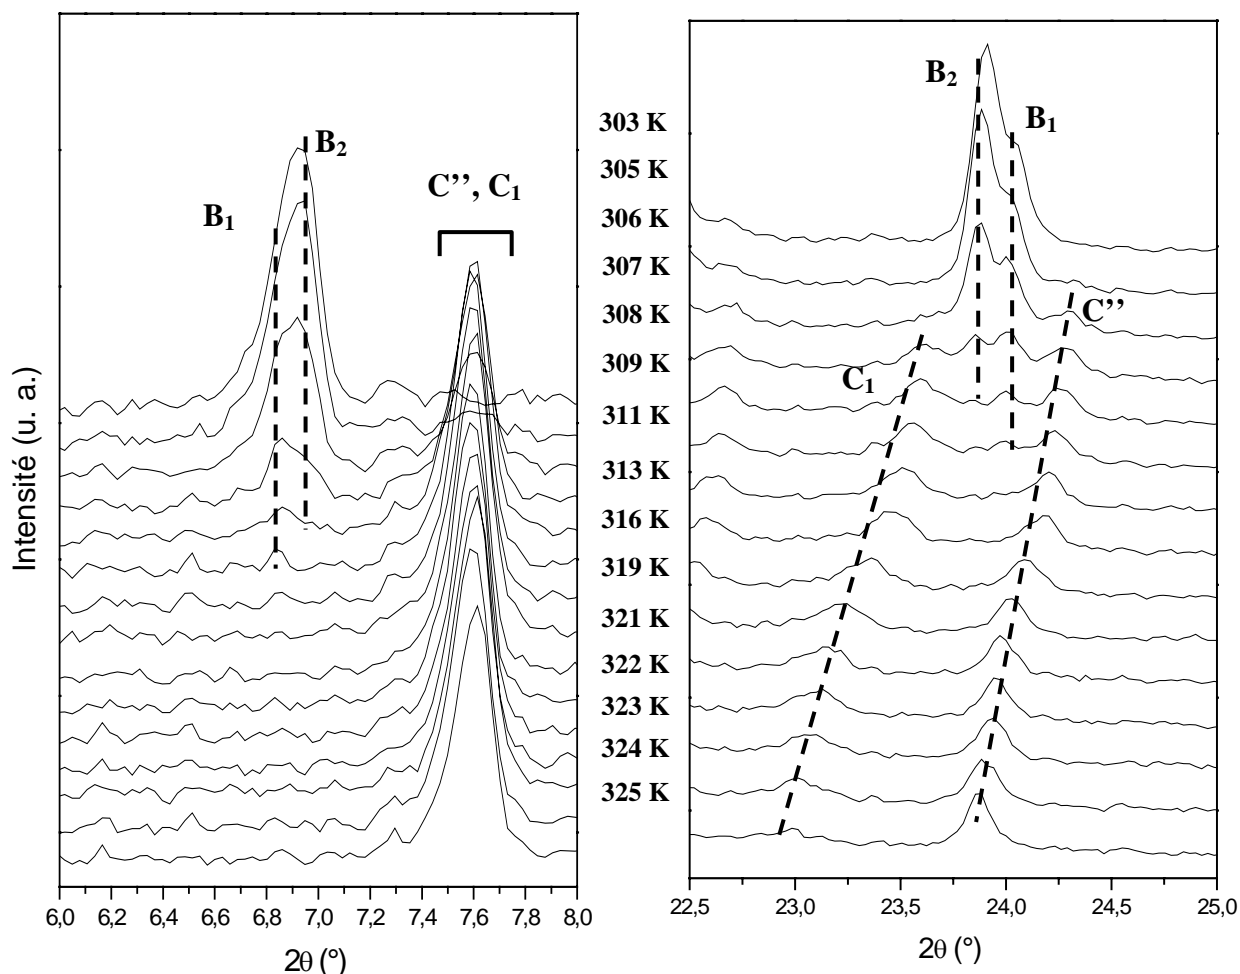 Intensité (u. a.)
B₁
B₂
C’’, C₁
6,0 6,2 6,4 6,6 6,8 7,0 7,2 7,4 7,6 7,8 8,0
2θ (°)
303 K
305 K
306 K
307 K
308 K
309 K
311 K
313 K
316 K
319 K
321 K
322 K
323 K
324 K
325 K
B₂
B₁
C’’
C₁
22,5 23,0 23,5 24,0 24,5 25,0
2θ (°)